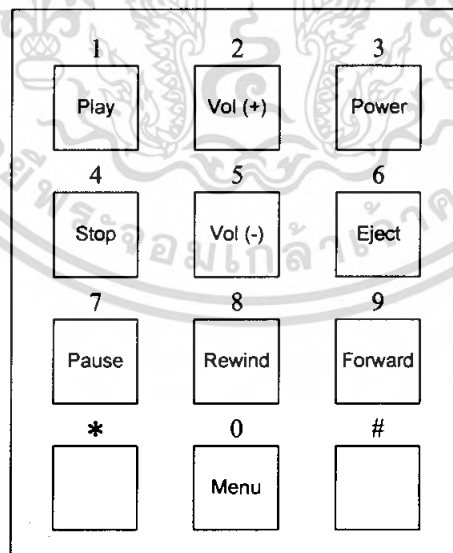 1 2 3
Play Vol (+) Power
4 5 6
Stop Vol (-) Eject
7 8 9
Pause Rewind Forward
* 0 #
Menu